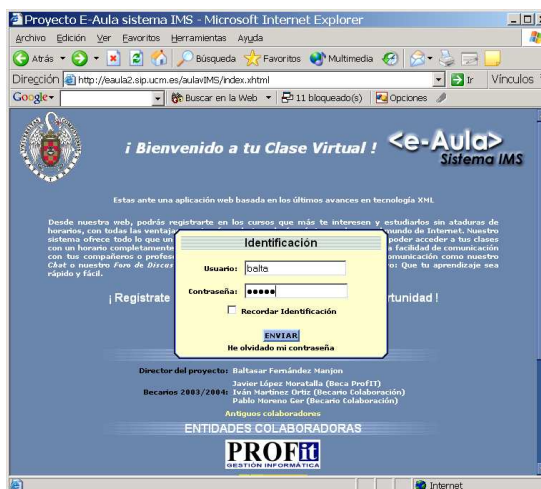 Proyecto E-Aula sistema IMS - Microsoft Internet Explorer
Archivo Edición Ver Favoritos Herramientas Ayuda
Atrás Búsqueda Favoritos Multimedia
Dirección http://eaula2.sip.ucm.es/aulavIMS/index.xhtml Ir Vínculos
Google Buscar en la Web 11 bloqueado(s) Opciones
¡ Bienvenido a tu Clase Virtual !
<e-Aula>
Sistema IMS
Estas ante una aplicación web basada en los últimos avances en tecnología XML
Desde nuestra web, podrás registrarte en los cursos que más te interesen y estudiarlos sin ataduras de
horarios, con todas las ventajas mundo de Internet. Nuestro
sistema ofrece todo lo que un poder acceder a tus clases
con un horario completamente facilidad de comunicación
con tus compañeros o profesor comunicación como nuestro
Chat o nuestro Foro de Discus o: Que tu aprendizaje sea
rápido y fácil.
¡ Registrate rtunidad !
Identificación
Usuario: balta
Contraseña: •••••
Recordar Identificación
ENVIAR
He olvidado mi contraseña
Director del proyecto: Baltasar Fernández Manjon
Javier López Moratalla (Beca ProfIT)
Becarios 2003/2004: Iván Martínez Ortiz (Becario Colaboración)
Pablo Moreno Ger (Becario Colaboración)
Antiguos colaboradores
ENTIDADES COLABORADORAS
PROFit
GESTIÓN INFORMÁTICA
Internet